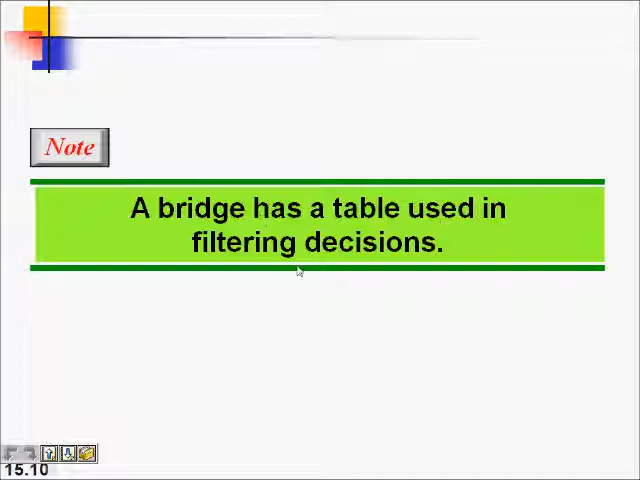 Note
A bridge has a table used in
filtering decisions.
15.10